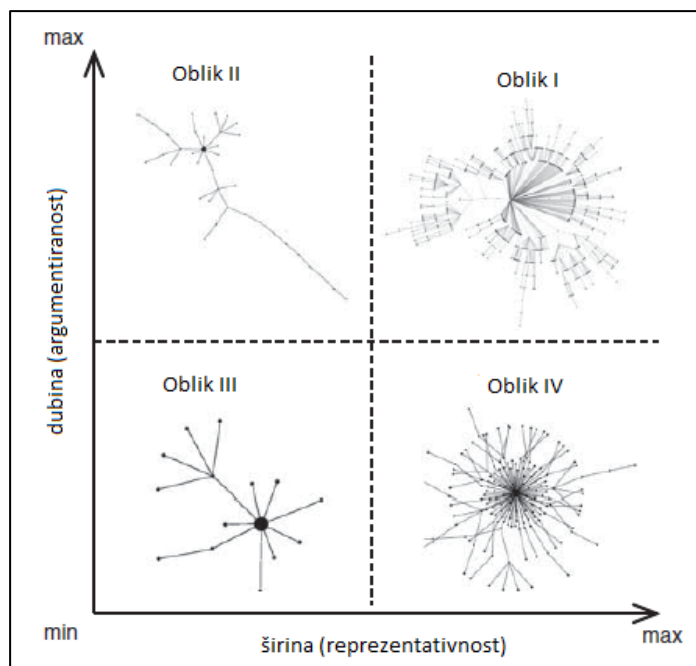 max
Oblik II
Oblik I
dubina (argumentiranost)
Oblik III
Oblik IV
min
širina (reprezentativnost)
max